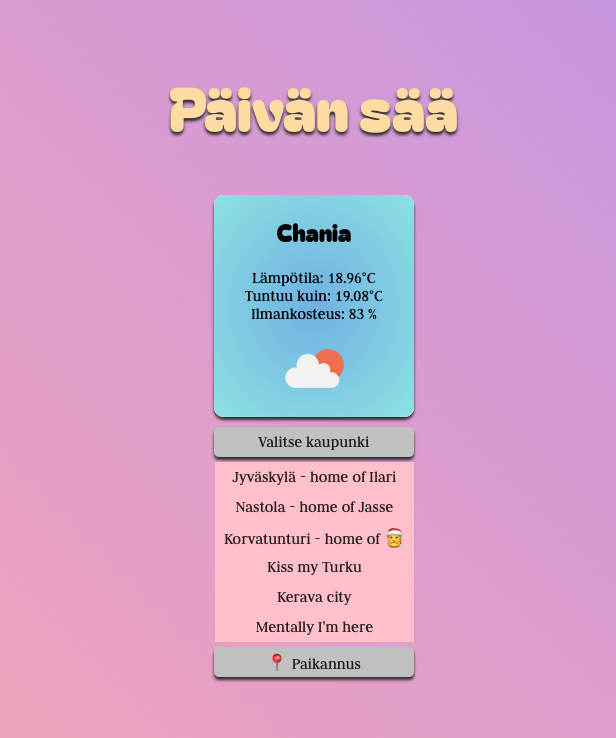 Päivän sää
Chania
Lämpötila: 18.96°C
Tuntuu kuin: 19.08°C
Ilmankosteus: 83 %
Valitse kaupunki
Jyväskylä - home of Ilari
Nastola - home of Jasse
Korvatunturi - home of 🎅
Kiss my Turku
Kerava city
Mentally I'm here
📍 Paikannus